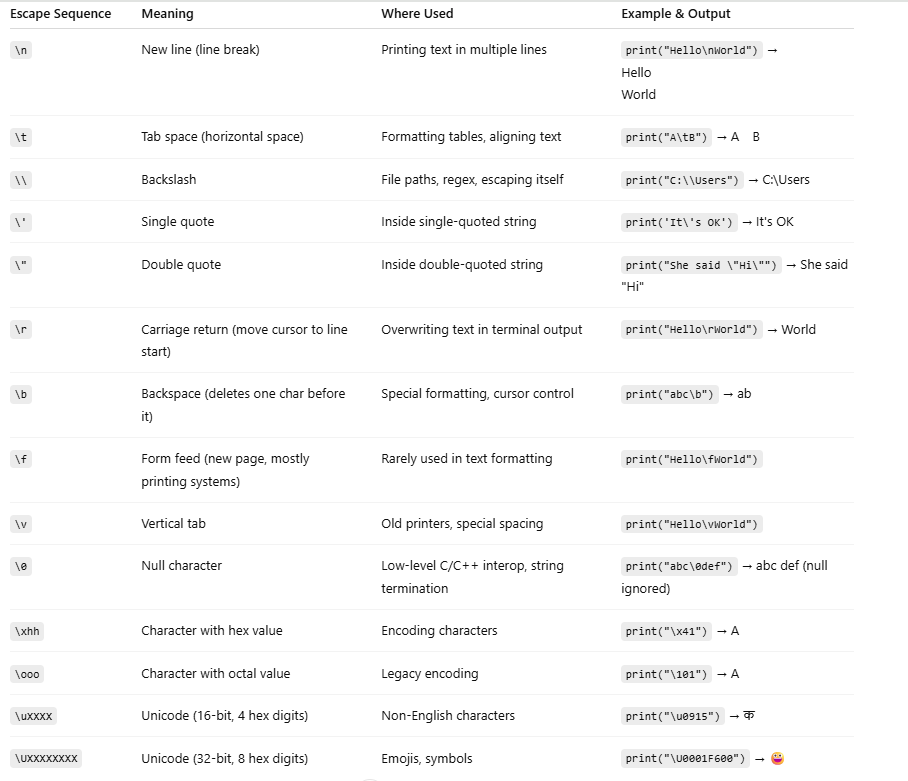 Escape Sequence Meaning Where Used Example & Output
\n New line (line break) Printing text in multiple lines print("Hello\nWorld") →
Hello
World
\t Tab space (horizontal space) Formatting tables, aligning text print("A\tB") → A B
\\ Backslash File paths, regex, escaping itself print("C:\\Users") → C:\Users
\' Single quote Inside single-quoted string print('It\'s OK') → It's OK
\" Double quote Inside double-quoted string print("She said \"Hi\"") → She said
"Hi"
\r Carriage return (move cursor to line Overwriting text in terminal output print("Hello\rWorld") → World
start)
\b Backspace (deletes one char before Special formatting, cursor control print("abc\b") → ab
it)
\f Form feed (new page, mostly Rarely used in text formatting print("Hello\fWorld")
printing systems)
\v Vertical tab Old printers, special spacing print("Hello\vWorld")
\0 Null character Low-level C/C++ interop, string print("abc\0def") → abc def (null
termination ignored)
\xhh Character with hex value Encoding characters print("\x41") → A
\ooo Character with octal value Legacy encoding print("\101") → A
\uXXXX Unicode (16-bit, 4 hex digits) Non-English characters print("\u0915") → क
\UXXXXXXXX Unicode (32-bit, 8 hex digits) Emojis, symbols print("\U0001F600") → 😀